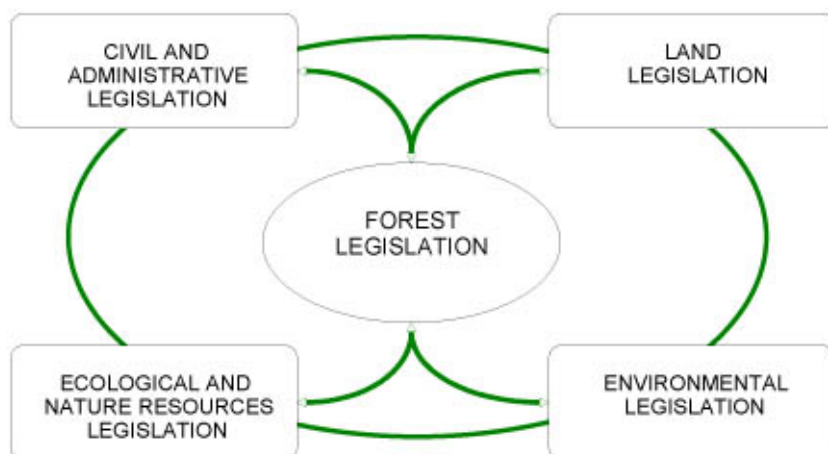 CIVIL AND
ADMINISTRATIVE
LEGISLATION
LAND
LEGISLATION
FOREST
LEGISLATION
ECOLOGICAL AND
NATURE RESOURCES
LEGISLATION
ENVIRONMENTAL
LEGISLATION